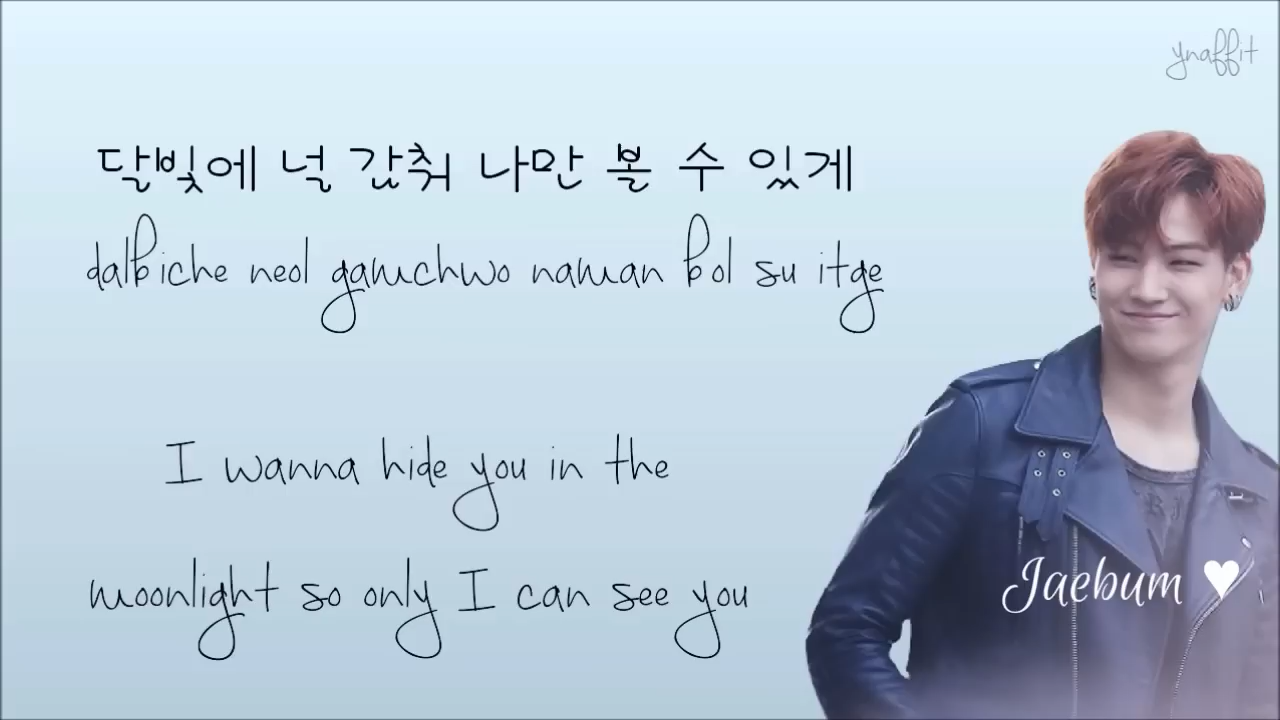 ynaffit
달빛에 널 감춰 나만 볼 수 있게
dalbiche neol gamchwo naman bol su itge
I wanna hide you in the
moonlight so only I can see you
Jaebum ♥